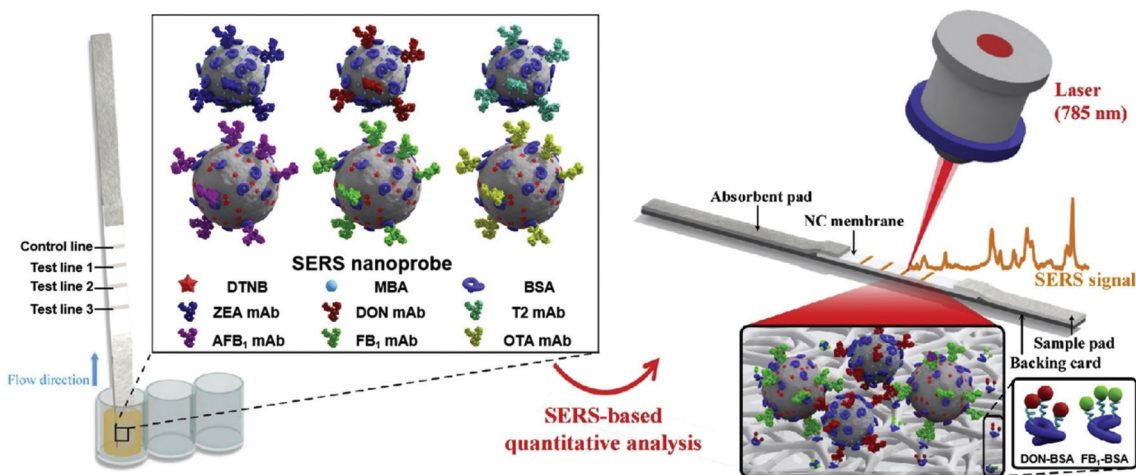 Control line
Test line 1
Test line 2
Test line 3
Flow direction
SERS nanoprobe
DTNB
MBA
BSA
ZEA mAb
DON mAb
T2 mAb
AFB₁ mAb
FB₁ mAb
OTA mAb
SERS-based
quantitative analysis
Laser
(785 nm)
Absorbent pad
NC membrane
SERS signal
Sample pad
Backing card
DON-BSA
FB₁-BSA